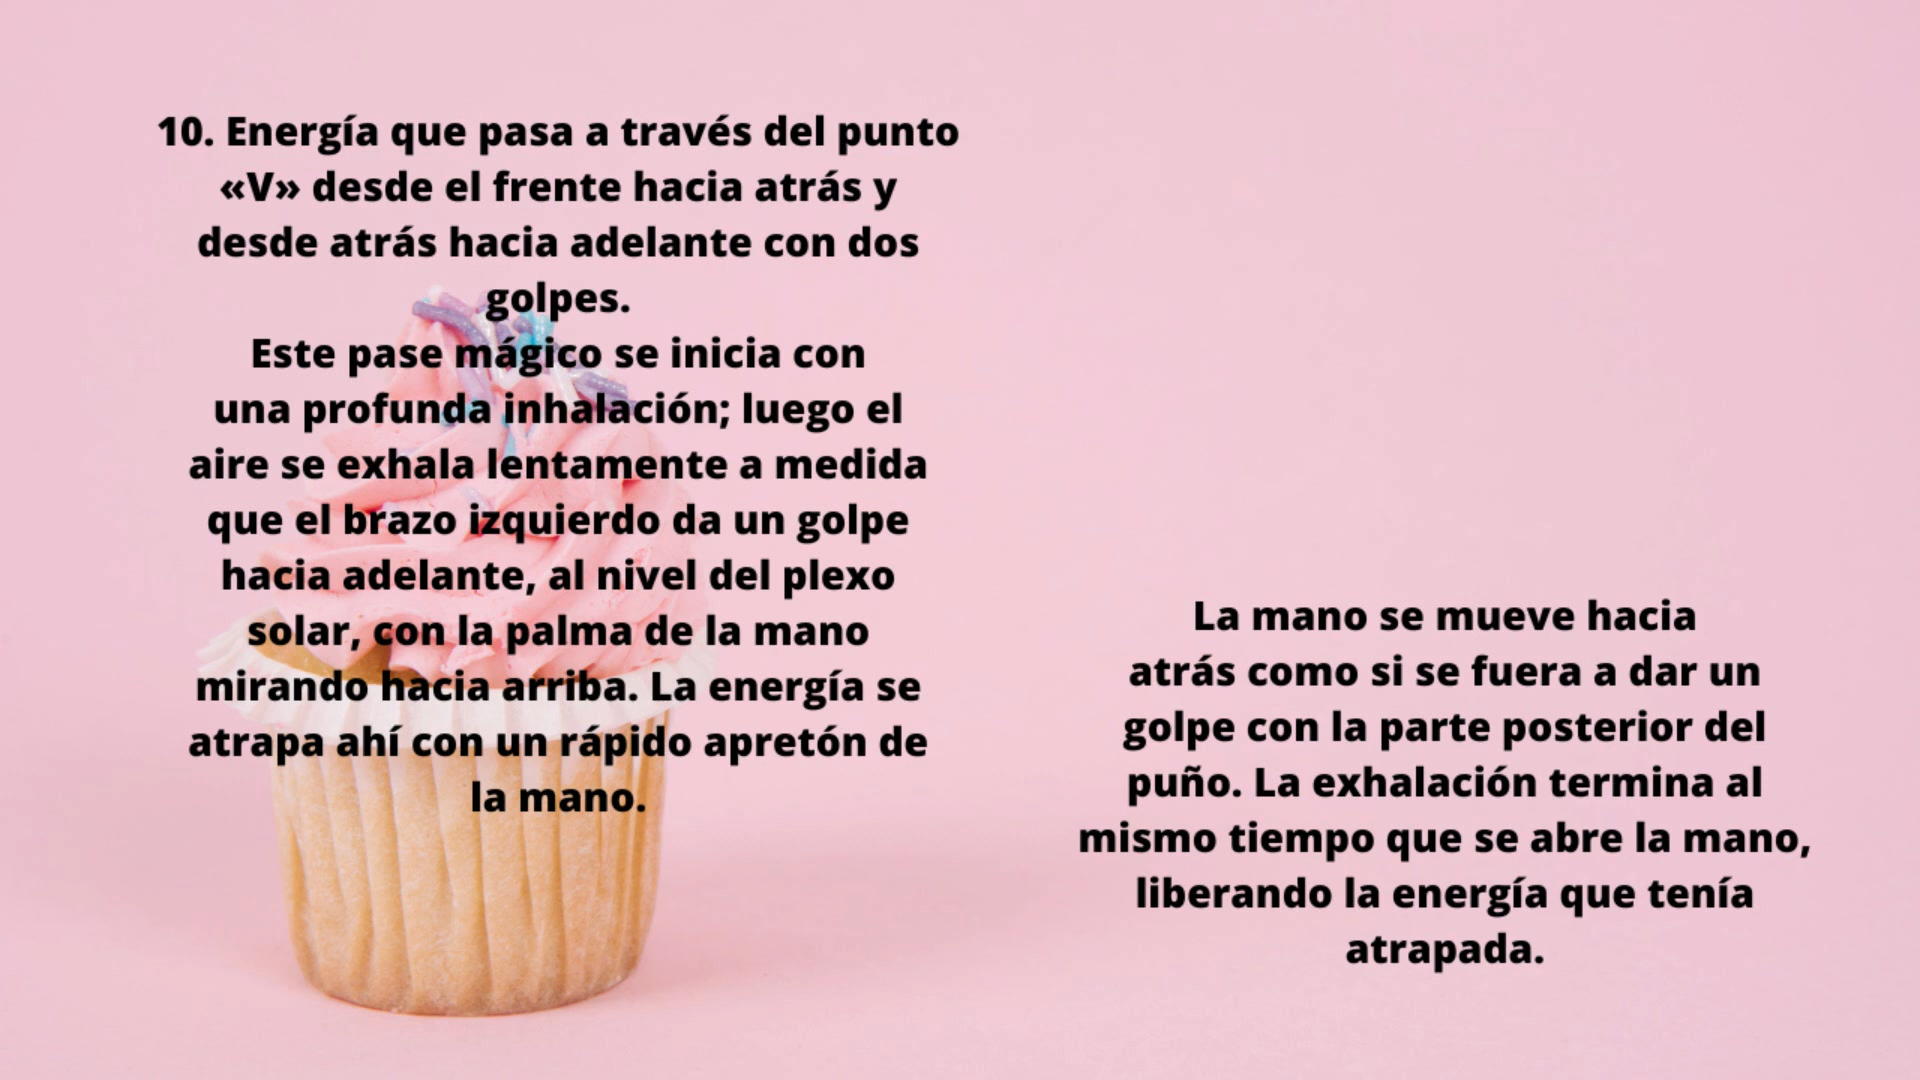 10. Energía que pasa a través del punto
«V» desde el frente hacia atrás y
desde atrás hacia adelante con dos
golpes.
Este pase mágico se inicia con
una profunda inhalación; luego el
aire se exhala lentamente a medida
que el brazo izquierdo da un golpe
hacia adelante, al nivel del plexo
solar, con la palma de la mano
mirando hacia arriba. La energía se
atrapa ahí con un rápido apretón de
la mano.
La mano se mueve hacia
atrás como si se fuera a dar un
golpe con la parte posterior del
puño. La exhalación termina al
mismo tiempo que se abre la mano,
liberando la energía que tenía
atrapada.